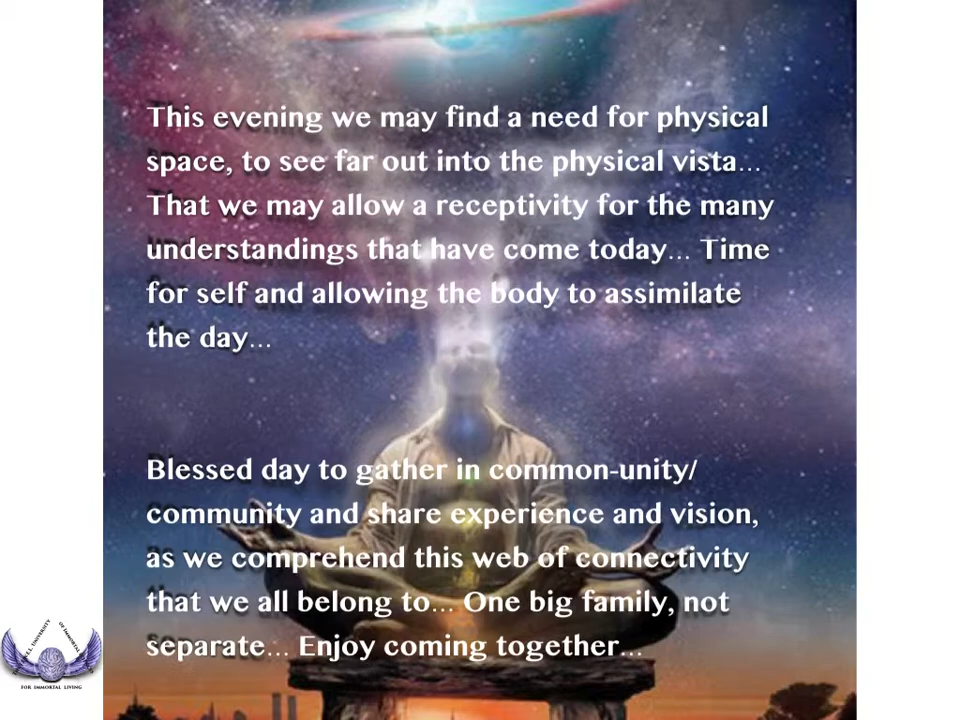 This evening we may find a need for physical
space, to see far out into the physical vista...
That we may allow a receptivity for the many
understandings that have come today... Time
for self and allowing the body to assimilate
the day...
Blessed day to gather in common-unity/
community and share experience and vision,
as we comprehend this web of connectivity
that we all belong to... One big family, not
separate... Enjoy coming together...
UNIVERSITY
OF IMMORTAL
FOR IMMORTAL LIVING